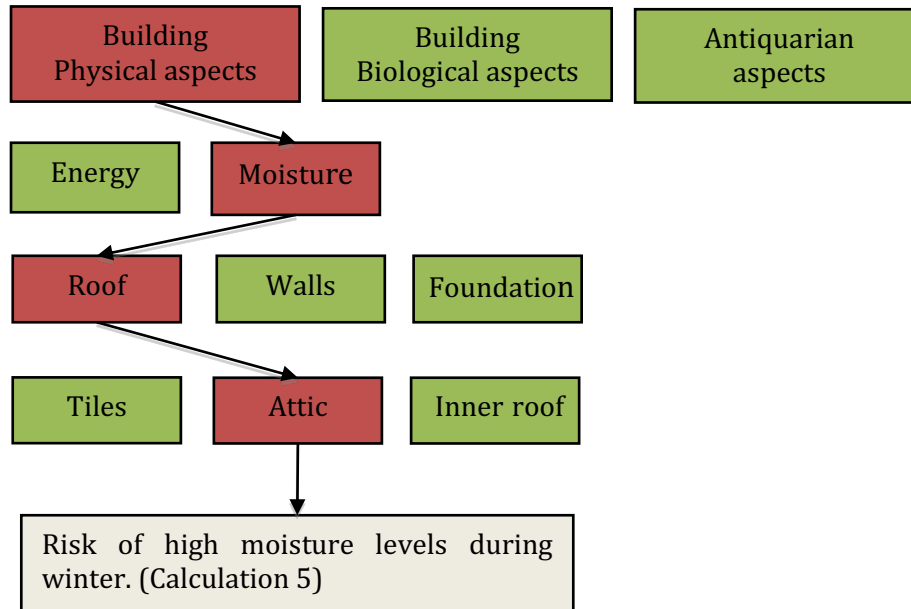 Building
Physical aspects
Building
Biological aspects
Antiquarian
aspects
Energy
Moisture
Roof
Walls
Foundation
Tiles
Attic
Inner roof
Risk of high moisture levels during
winter. (Calculation 5)